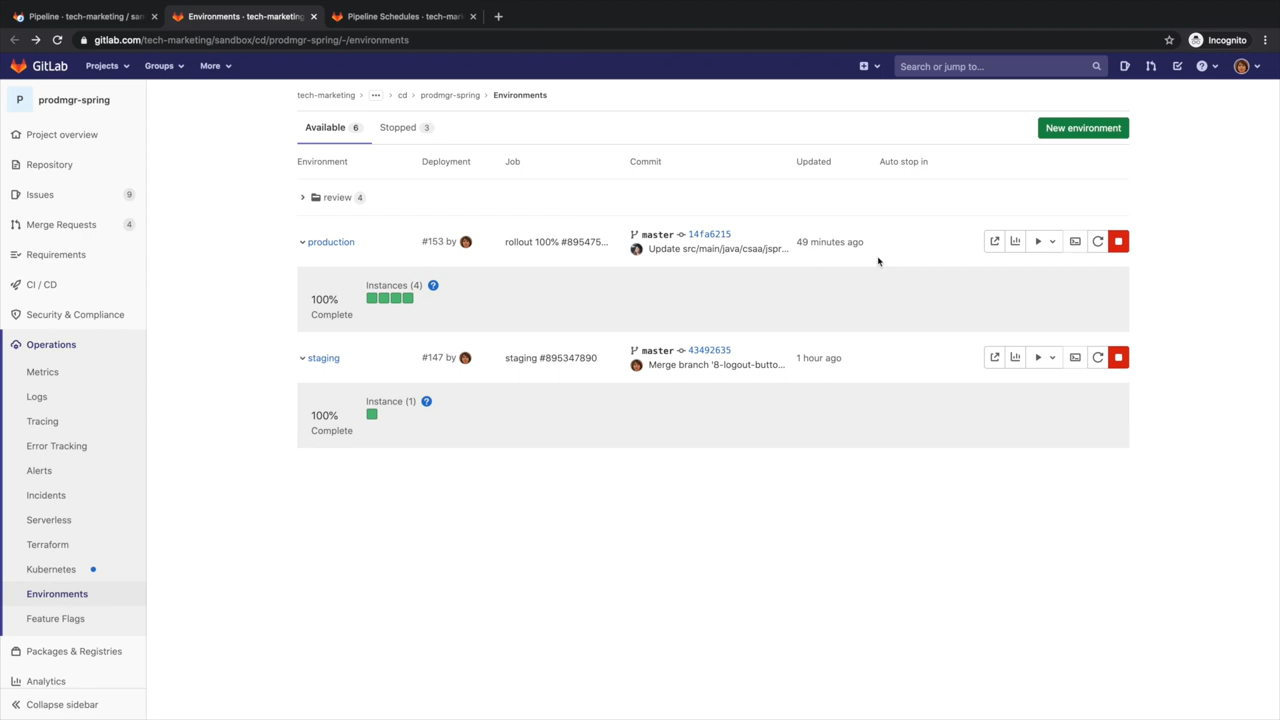 Pipeline · tech-marketing / san
Environments · tech-marketing
Pipeline Schedules · tech-mar
gitlab.com/tech-marketing/sandbox/cd/prodmgr-spring/-/environments
Incognito
GitLab
Projects
Groups
More
Search or jump to...
P
prodmgr-spring
Project overview
Repository
Issues 9
Merge Requests 4
Requirements
CI / CD
Security & Compliance
Operations
Metrics
Logs
Tracing
Error Tracking
Alerts
Incidents
Serverless
Terraform
Kubernetes
Environments
Feature Flags
Packages & Registries
Analytics
Collapse sidebar
tech-marketing > ... > cd > prodmgr-spring > Environments
Available 6 Stopped 3
New environment
Environment Deployment Job Commit Updated Auto stop in
review 4
production #153 by rollout 100% #895475... master 14fa6215 49 minutes ago
Update src/main/java/csaa/jspr...
Instances (4) ?
100%
Complete
staging #147 by staging #895347890 master 43492635 1 hour ago
Merge branch '8-logout-butto...
Instance (1) ?
100%
Complete